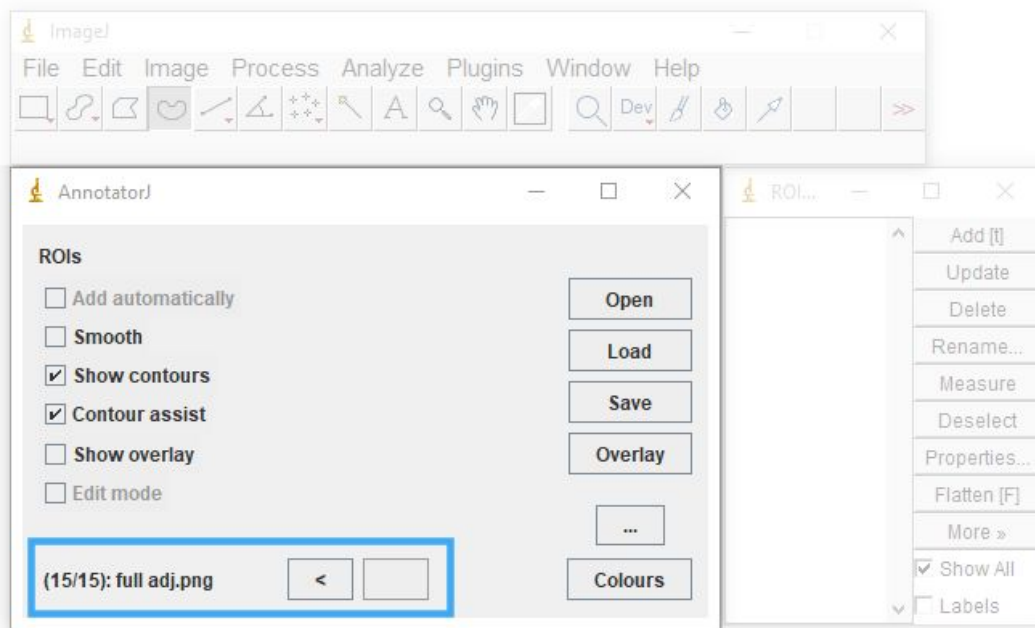 ImageJ
File Edit Image Process Analyze Plugins Window Help
A Dev >>
AnnotatorJ
ROIs
Add automatically
Smooth
Show contours
Contour assist
Show overlay
Edit mode
Open
Load
Save
Overlay
...
Colours
(15/15): full adj.png <
ROI...
Add [t]
Update
Delete
Rename...
Measure
Deselect
Properties...
Flatten [F]
More »
Show All
Labels